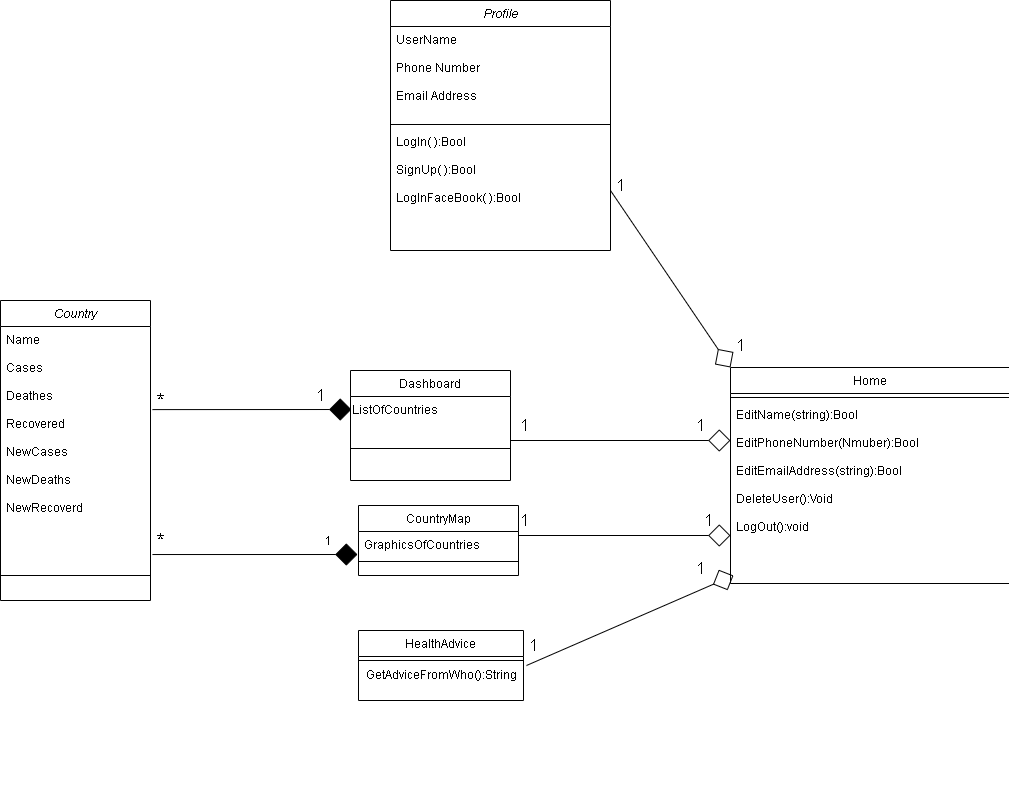 Profile
UserName
Phone Number
Email Address
LogIn( ):Bool
SignUp( ):Bool
LogInFaceBook( ):Bool
1
1
Country
Name
Cases
Deathes
Recovered
NewCases
NewDeaths
NewRecoverd
*
1
*
1
Dashboard
ListOfCountries
1
1
CountryMap
GraphicsOfCountries
1
1
HealthAdvice
GetAdviceFromWho():String
1
1
Home
EditName(string):Bool
EditPhoneNumber(Nmuber):Bool
EditEmailAddress(string):Bool
DeleteUser():Void
LogOut():void